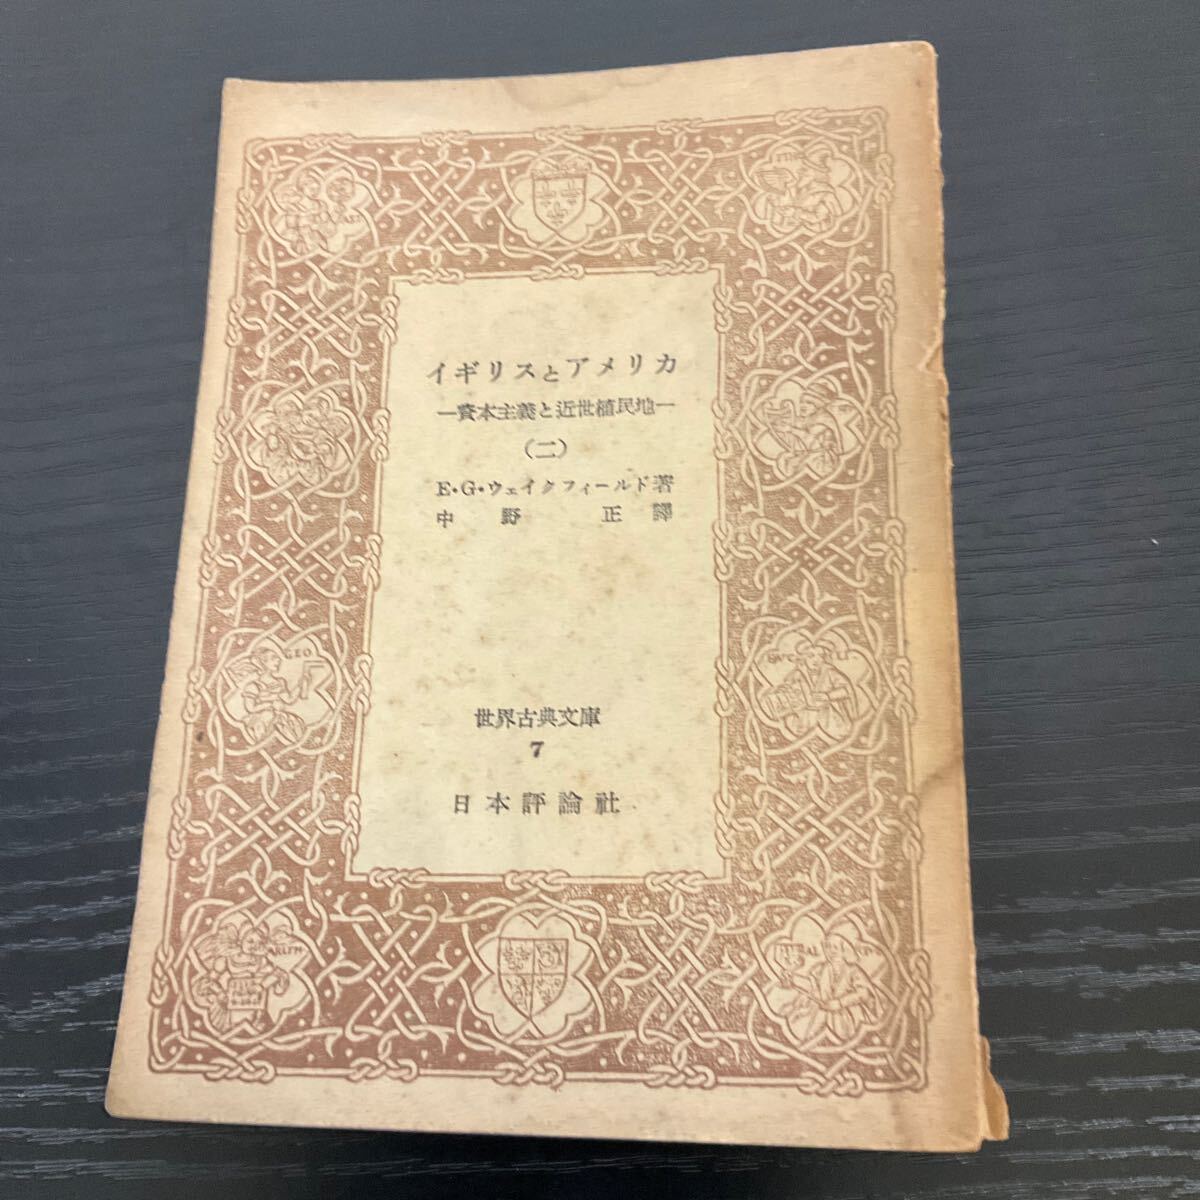 イギリスとアメリカ
―資本主義と近世植民地―
(二)
E・G・ウェイクフィールド著
中野 正 譯
世界古典文庫
7
日本評論社
GEO